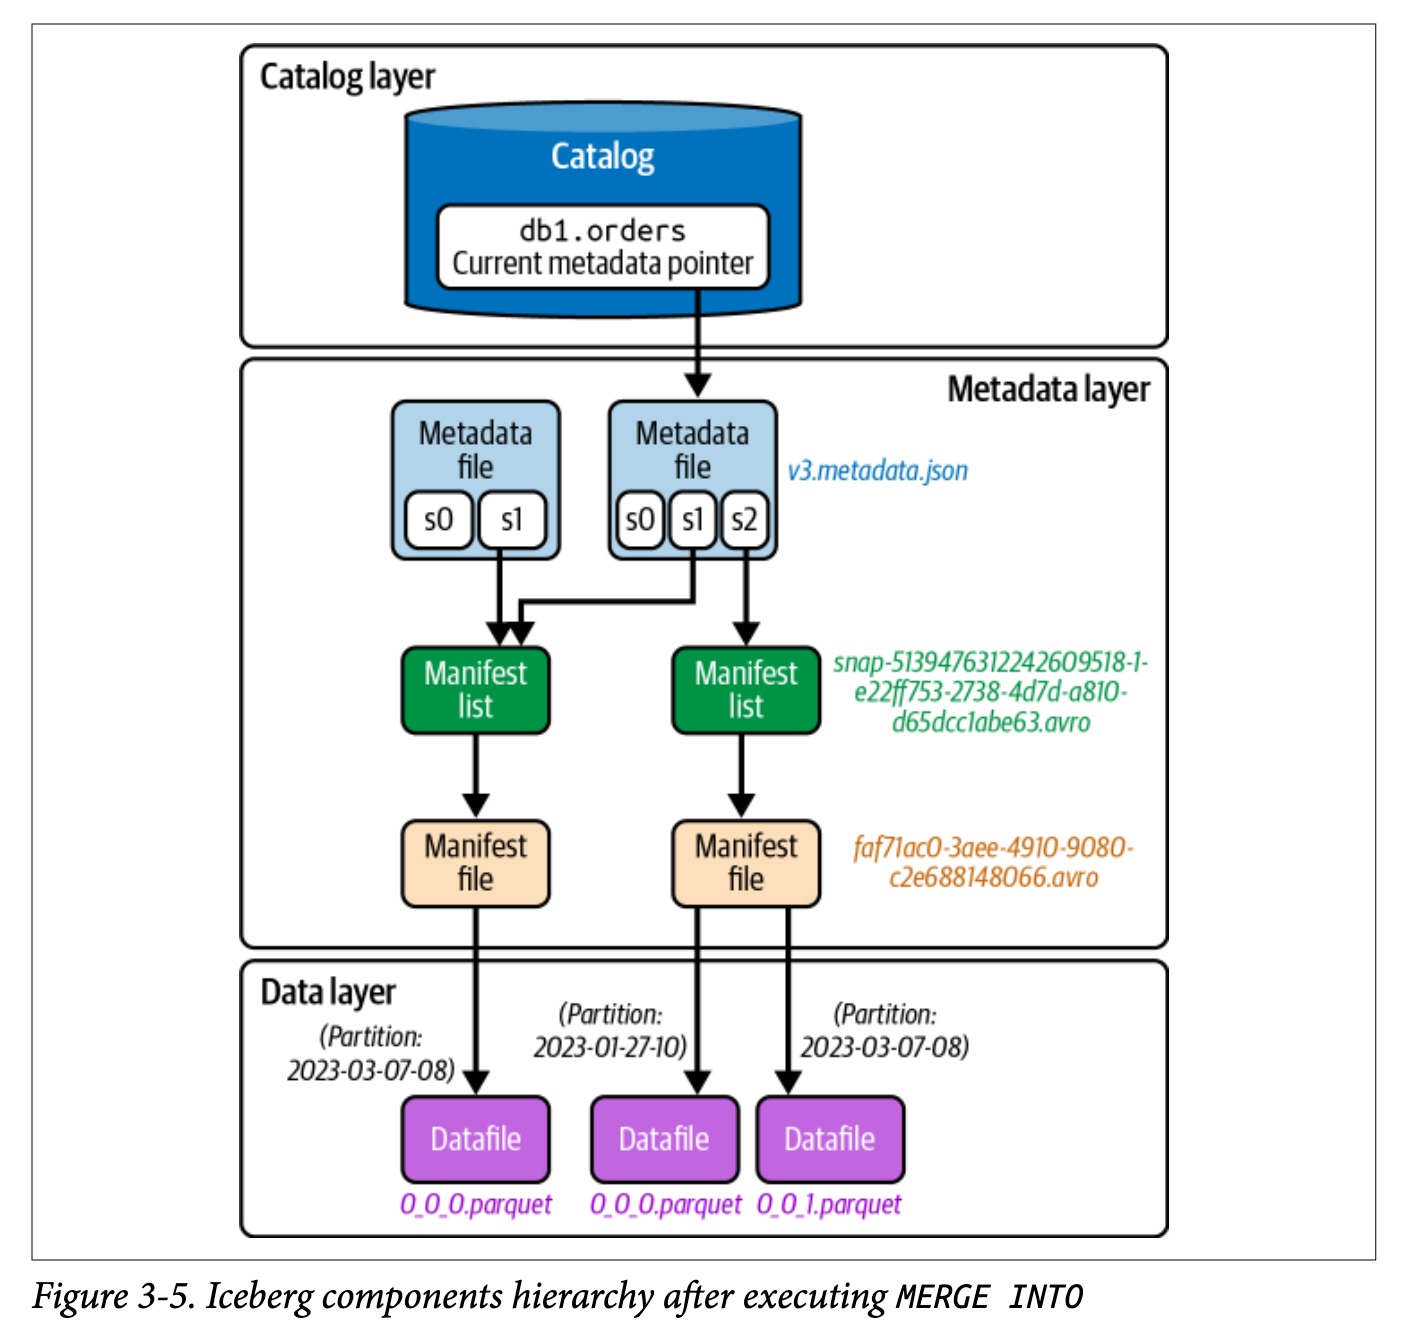 Catalog layer
Catalog
db1.orders
Current metadata pointer
Metadata layer
Metadata
file
s0
s1
Metadata
file
s0
s1
s2
v3.metadata.json
Manifest
list
Manifest
list
snap-5139476312242609518-1-
e22ff753-2738-4d7d-a810-
d65dcc1abe63.avro
Manifest
file
Manifest
file
faf71ac0-3aee-4910-9080-
c2e688148066.avro
Data layer
(Partition:
2023-03-07-08)
(Partition:
2023-01-27-10)
(Partition:
2023-03-07-08)
Datafile
Datafile
Datafile
0_0_0.parquet
0_0_0.parquet
0_0_1.parquet
Figure 3-5. Iceberg components hierarchy after executing MERGE INTO